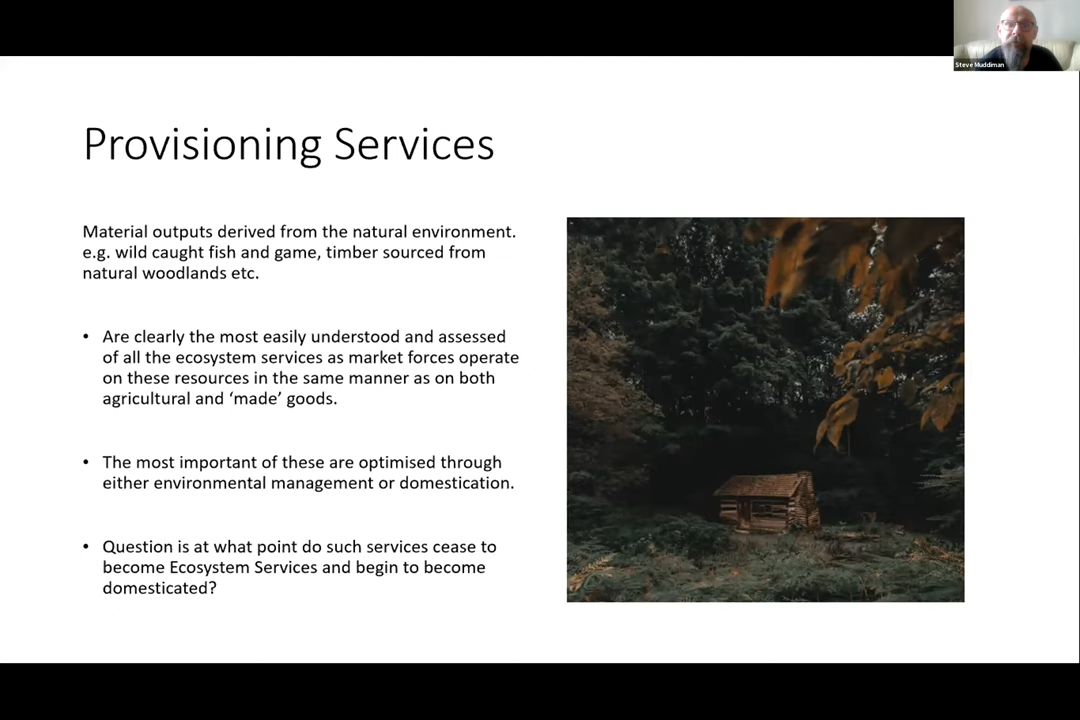 Steve Muddiman
Provisioning Services
Material outputs derived from the natural environment.
e.g. wild caught fish and game, timber sourced from
natural woodlands etc.
• Are clearly the most easily understood and assessed
of all the ecosystem services as market forces operate
on these resources in the same manner as on both
agricultural and ‘made’ goods.
• The most important of these are optimised through
either environmental management or domestication.
• Question is at what point do such services cease to
become Ecosystem Services and begin to become
domesticated?